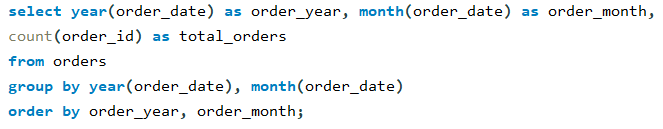 select year(order_date) as order_year, month(order_date) as order_month,
count(order_id) as total_orders
from orders
group by year(order_date), month(order_date)
order by order_year, order_month;